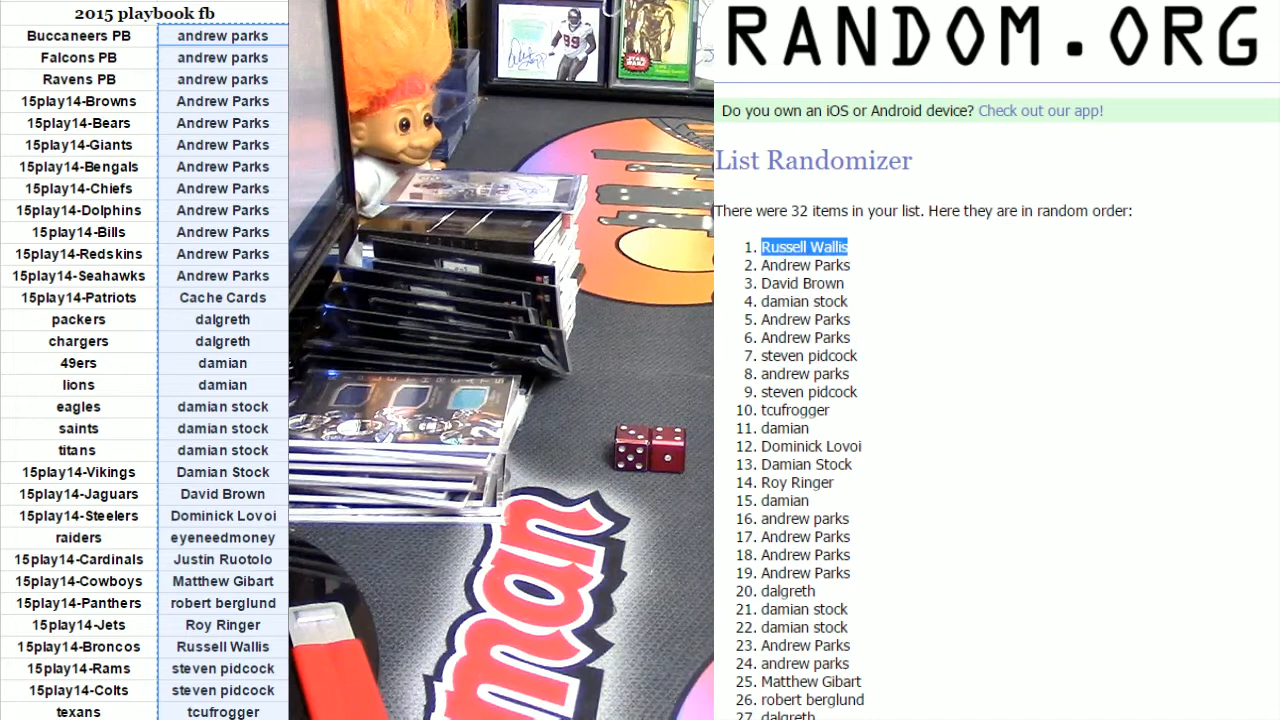 2015 playbook fb
Buccaneers PB andrew parks
Falcons PB andrew parks
Ravens PB andrew parks
15play14-Browns Andrew Parks
15play14-Bears Andrew Parks
15play14-Giants Andrew Parks
15play14-Bengals Andrew Parks
15play14-Chiefs Andrew Parks
15play14-Dolphins Andrew Parks
15play14-Bills Andrew Parks
15play14-Redskins Andrew Parks
15play14-Seahawks Andrew Parks
15play14-Patriots Cache Cards
packers dalgreth
chargers dalgreth
49ers damian
lions damian
eagles damian stock
saints damian stock
titans damian stock
15play14-Vikings Damian Stock
15play14-Jaguars David Brown
15play14-Steelers Dominick Lovoi
raiders eyeneedmoney
15play14-Cardinals Justin Ruotolo
15play14-Cowboys Matthew Gibart
15play14-Panthers robert berglund
15play14-Jets Roy Ringer
15play14-Broncos Russell Wallis
15play14-Rams steven pidcock
15play14-Colts steven pidcock
texans tcufrogger
99
STAR WARS
man
RANDOM.ORG
Do you own an iOS or Android device? Check out our app!
List Randomizer
There were 32 items in your list. Here they are in random order:
1. Russell Wallis
2. Andrew Parks
3. David Brown
4. damian stock
5. Andrew Parks
6. Andrew Parks
7. steven pidcock
8. andrew parks
9. steven pidcock
10. tcufrogger
11. damian
12. Dominick Lovoi
13. Damian Stock
14. Roy Ringer
15. damian
16. andrew parks
17. Andrew Parks
18. Andrew Parks
19. Andrew Parks
20. dalgreth
21. damian stock
22. damian stock
23. Andrew Parks
24. andrew parks
25. Matthew Gibart
26. robert berglund
27. dalgreth